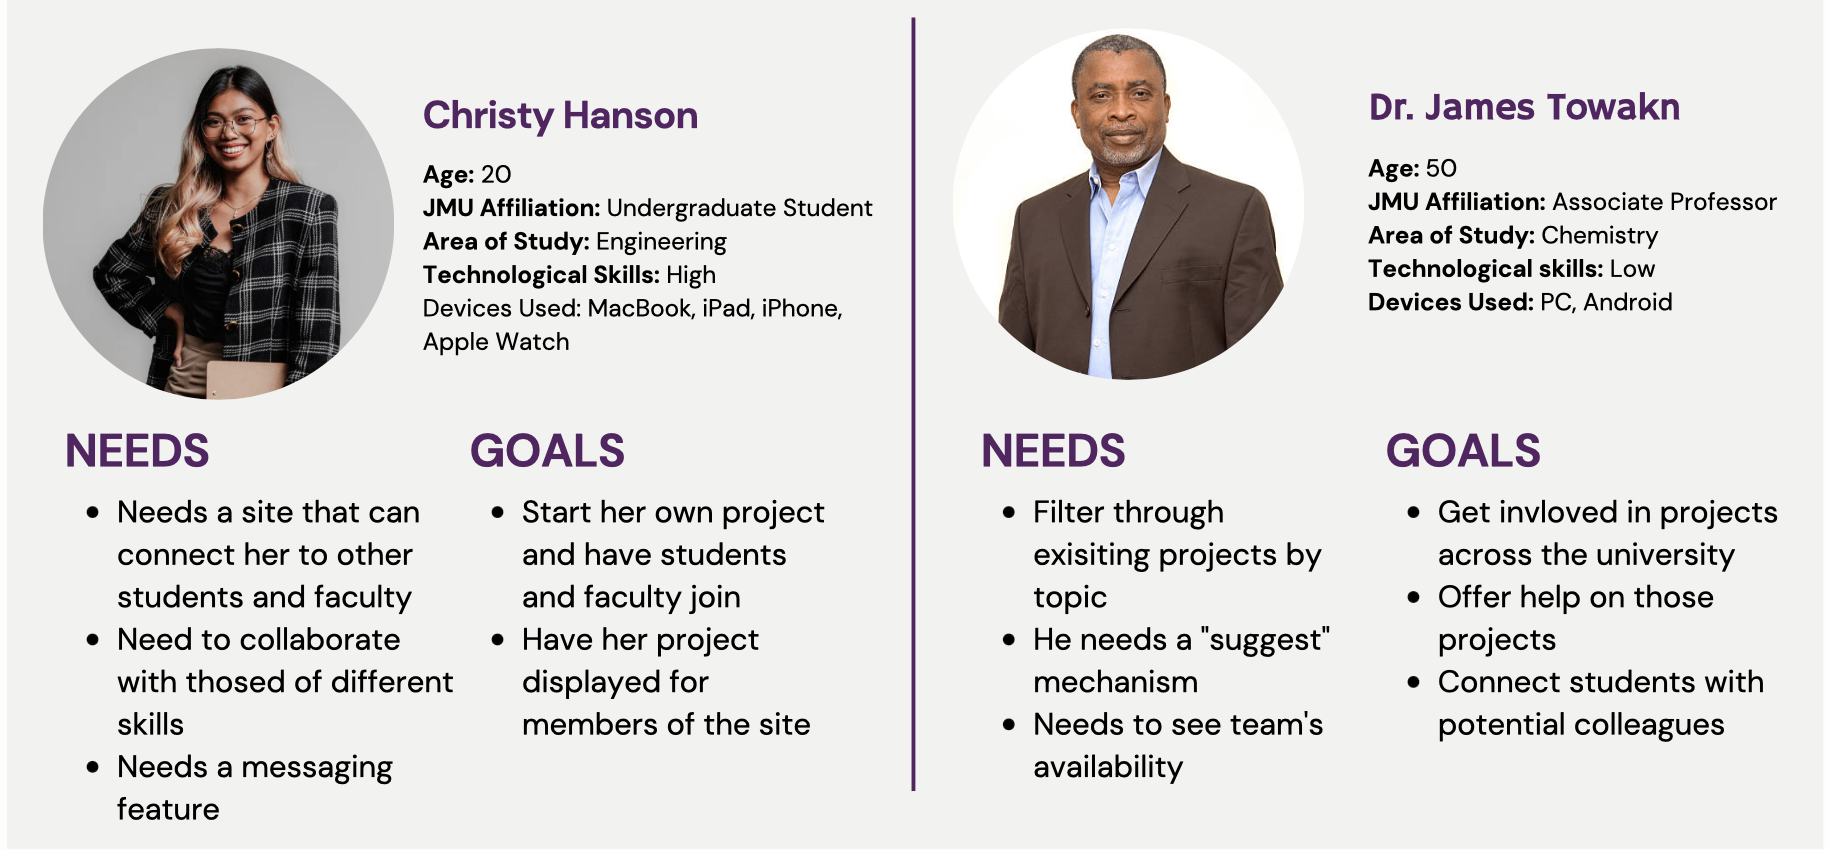 Christy Hanson
Age: 20
JMU Affiliation: Undergraduate Student
Area of Study: Engineering
Technological Skills: High
Devices Used: MacBook, iPad, iPhone,
Apple Watch
NEEDS
Needs a site that can
connect her to other
students and faculty
Need to collaborate
with thosed of different
skills
Needs a messaging
feature
GOALS
Start her own project
and have students
and faculty join
Have her project
displayed for
members of the site
Dr. James Towakn
Age: 50
JMU Affiliation: Associate Professor
Area of Study: Chemistry
Technological skills: Low
Devices Used: PC, Android
NEEDS
Filter through
exisiting projects by
topic
He needs a "suggest"
mechanism
Needs to see team's
availability
GOALS
Get invloved in projects
across the university
Offer help on those
projects
Connect students with
potential colleagues